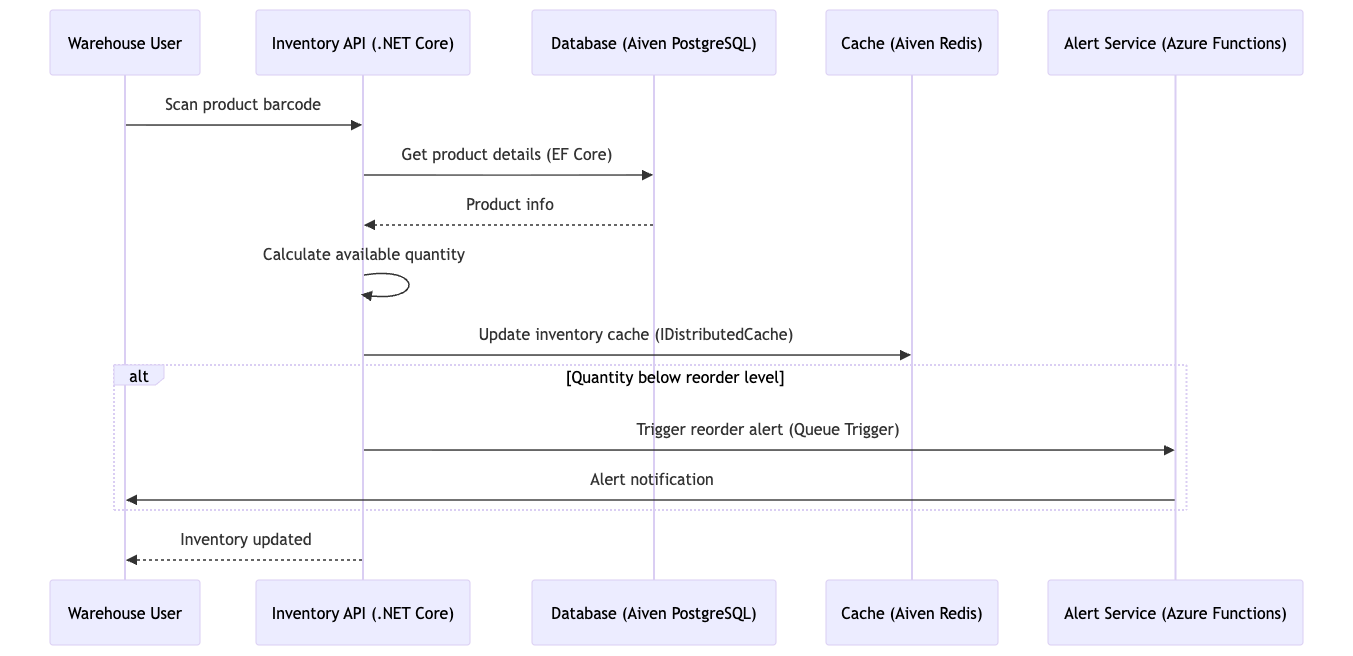 Warehouse User
Inventory API (.NET Core)
Database (Aiven PostgreSQL)
Cache (Aiven Redis)
Alert Service (Azure Functions)
Scan product barcode
Get product details (EF Core)
Product info
Calculate available quantity
Update inventory cache (IDistributedCache)
alt
[Quantity below reorder level]
Trigger reorder alert (Queue Trigger)
Alert notification
Inventory updated
Warehouse User
Inventory API (.NET Core)
Database (Aiven PostgreSQL)
Cache (Aiven Redis)
Alert Service (Azure Functions)